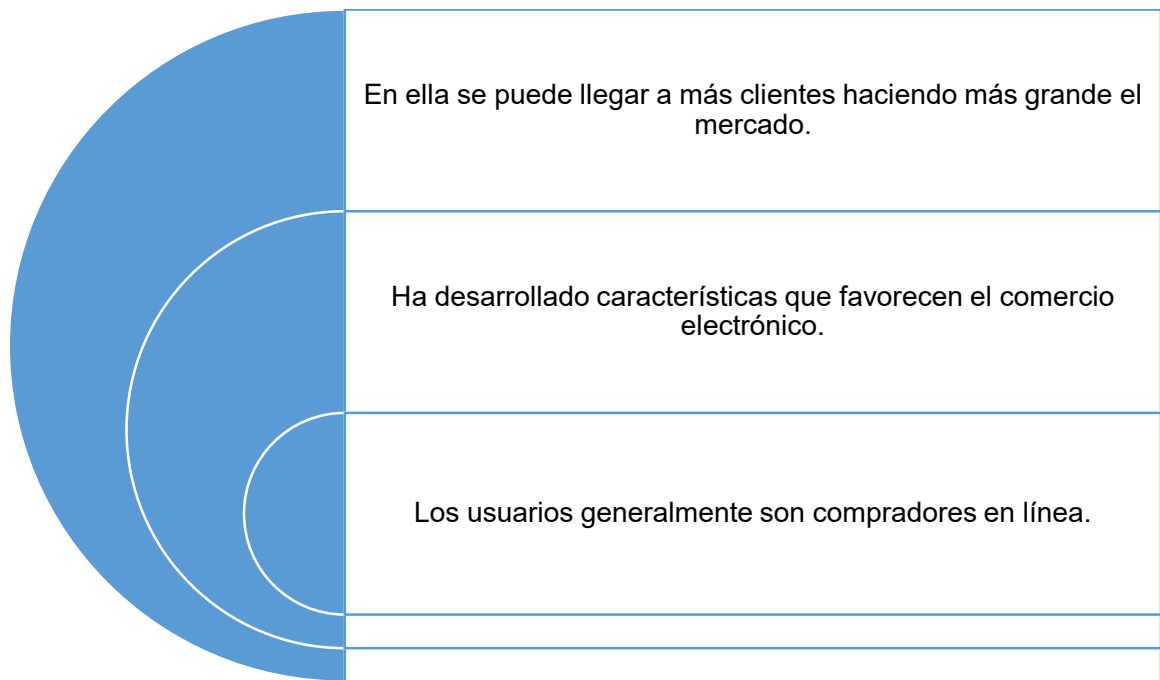 En ella se puede llegar a más clientes haciendo más grande el
mercado.
Ha desarrollado características que favorecen el comercio
electrónico.
Los usuarios generalmente son compradores en línea.